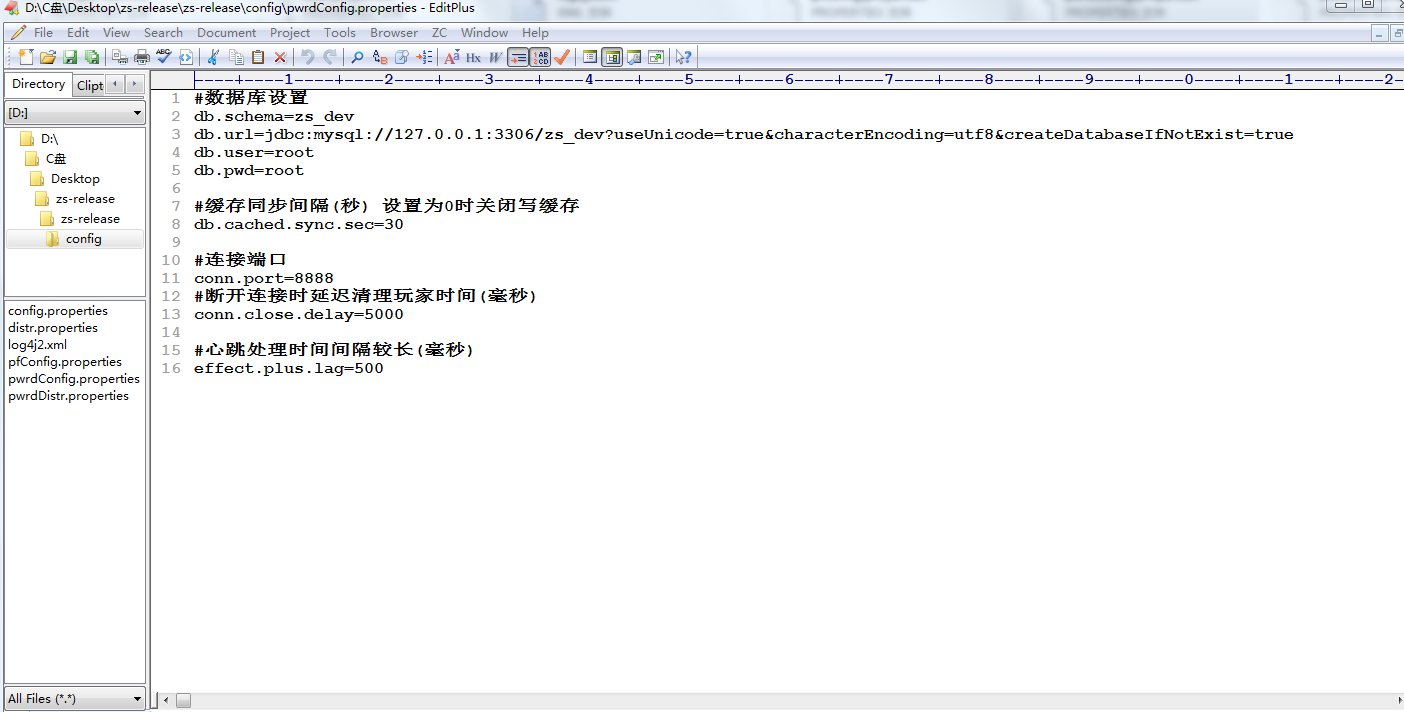 D:\C盘\Desktop\zs-release\zs-release\config\pwrdConfig.properties - EditPlus
File Edit View Search Document Project Tools Browser ZC Window Help
Directory Clipt
[D:]
D:\
C盘
Desktop
zs-release
zs-release
config
config.properties
distr.properties
log4j2.xml
pfConfig.properties
pwrdConfig.properties
pwrdDistr.properties
All Files (*.*)
----+----1----+----2----+----3----+----4----+----5----+----6----+----7----+----8----+----9----+----0----+----1----+----2-
1 #数据库设置
2 db.schema=zs_dev
3 db.url=jdbc:mysql://127.0.0.1:3306/zs_dev?useUnicode=true&characterEncoding=utf8&createDatabaseIfNotExist=true
4 db.user=root
5 db.pwd=root
6
7 #缓存同步间隔(秒) 设置为0时关闭写缓存
8 db.cached.sync.sec=30
9
10 #连接端口
11 conn.port=8888
12 #断开连接时延迟清理玩家时间(毫秒)
13 conn.close.delay=5000
14
15 #心跳处理时间间隔较长(毫秒)
16 effect.plus.lag=500